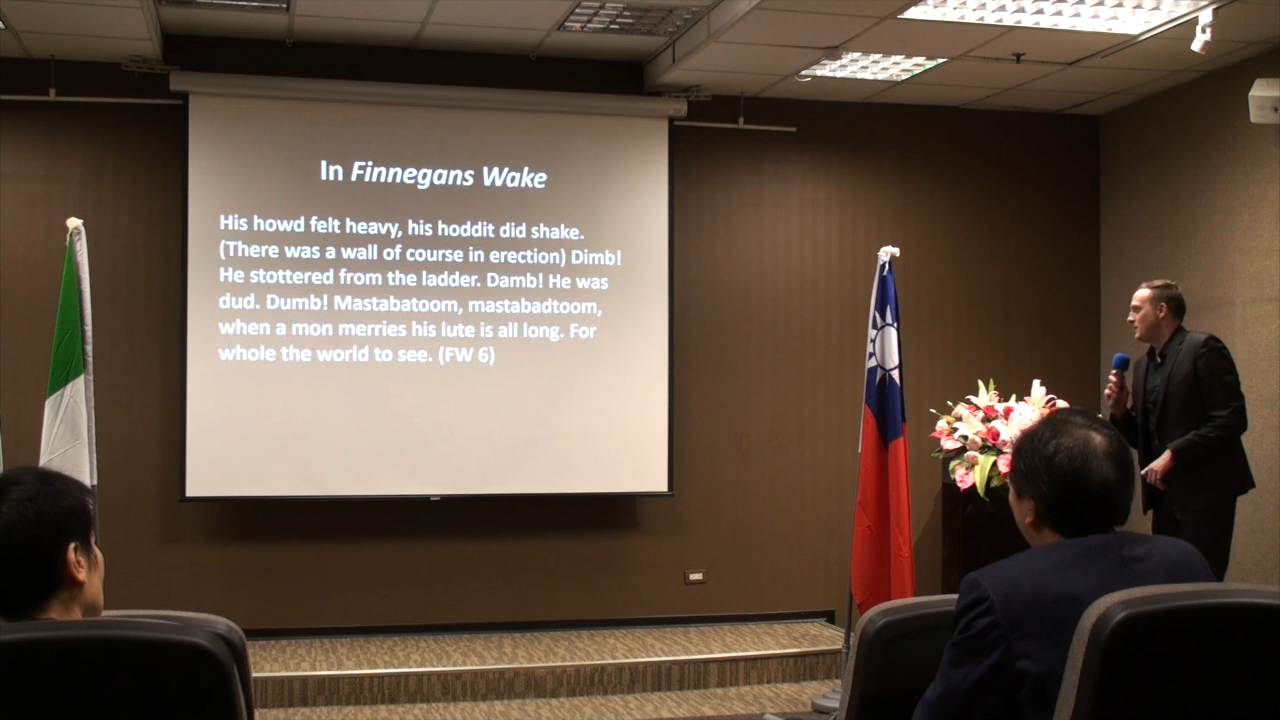 In Finnegans Wake
His howd felt heavy, his hoddit did shake.
(There was a wall of course in erection) Dimb!
He stottered from the ladder. Damb! He was
dud. Dumb! Mastabatoom, mastabadtoom,
when a mon merries his lute is all long. For
whole the world to see. (FW 6)